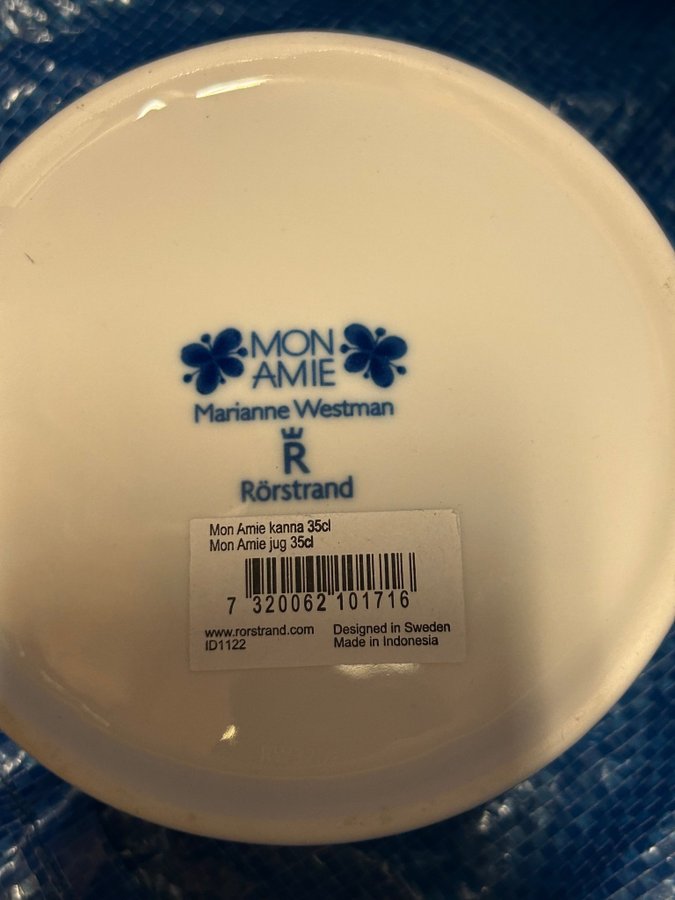 MON
AMIE
Marianne Westman
R
Rörstrand
Mon Amie kanna 35cl
Mon Amie jug 35cl
7 320062 101716
www.rorstrand.com Designed in Sweden
ID1122 Made in Indonesia